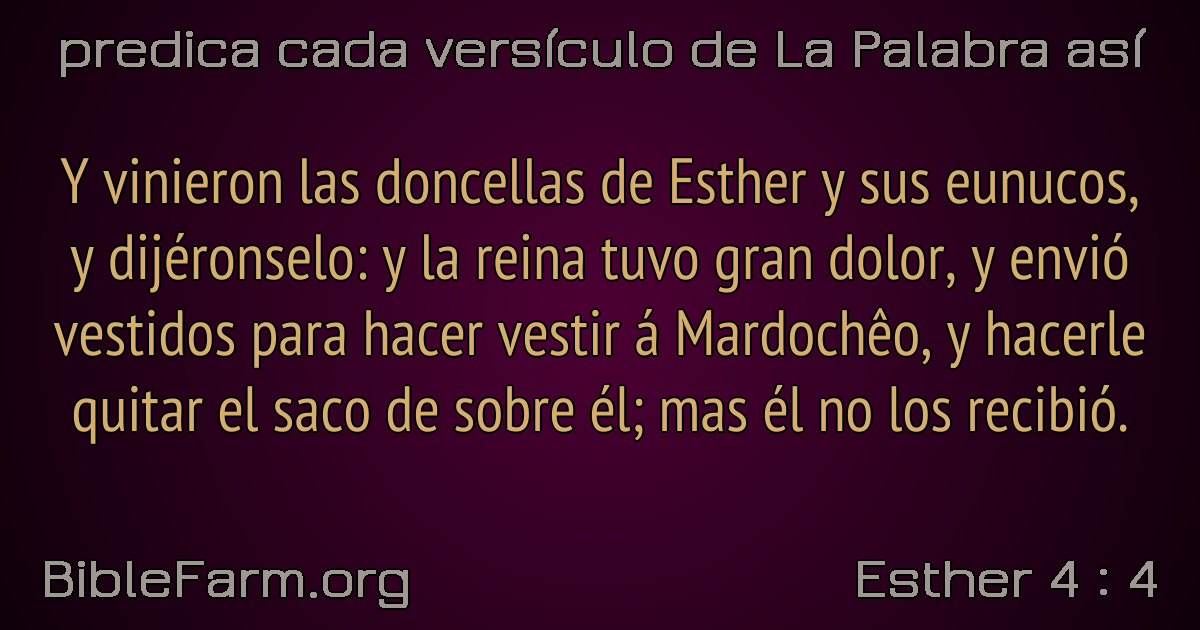 predica cada versículo de La Palabra así
Y vinieron las doncellas de Esther y sus eunucos,
y dijéronselo: y la reina tuvo gran dolor, y envió
vestidos para hacer vestir á Mardochêo, y hacerle
quitar el saco de sobre él; mas él no los recibió.
BibleFarm.org
Esther 4 : 4